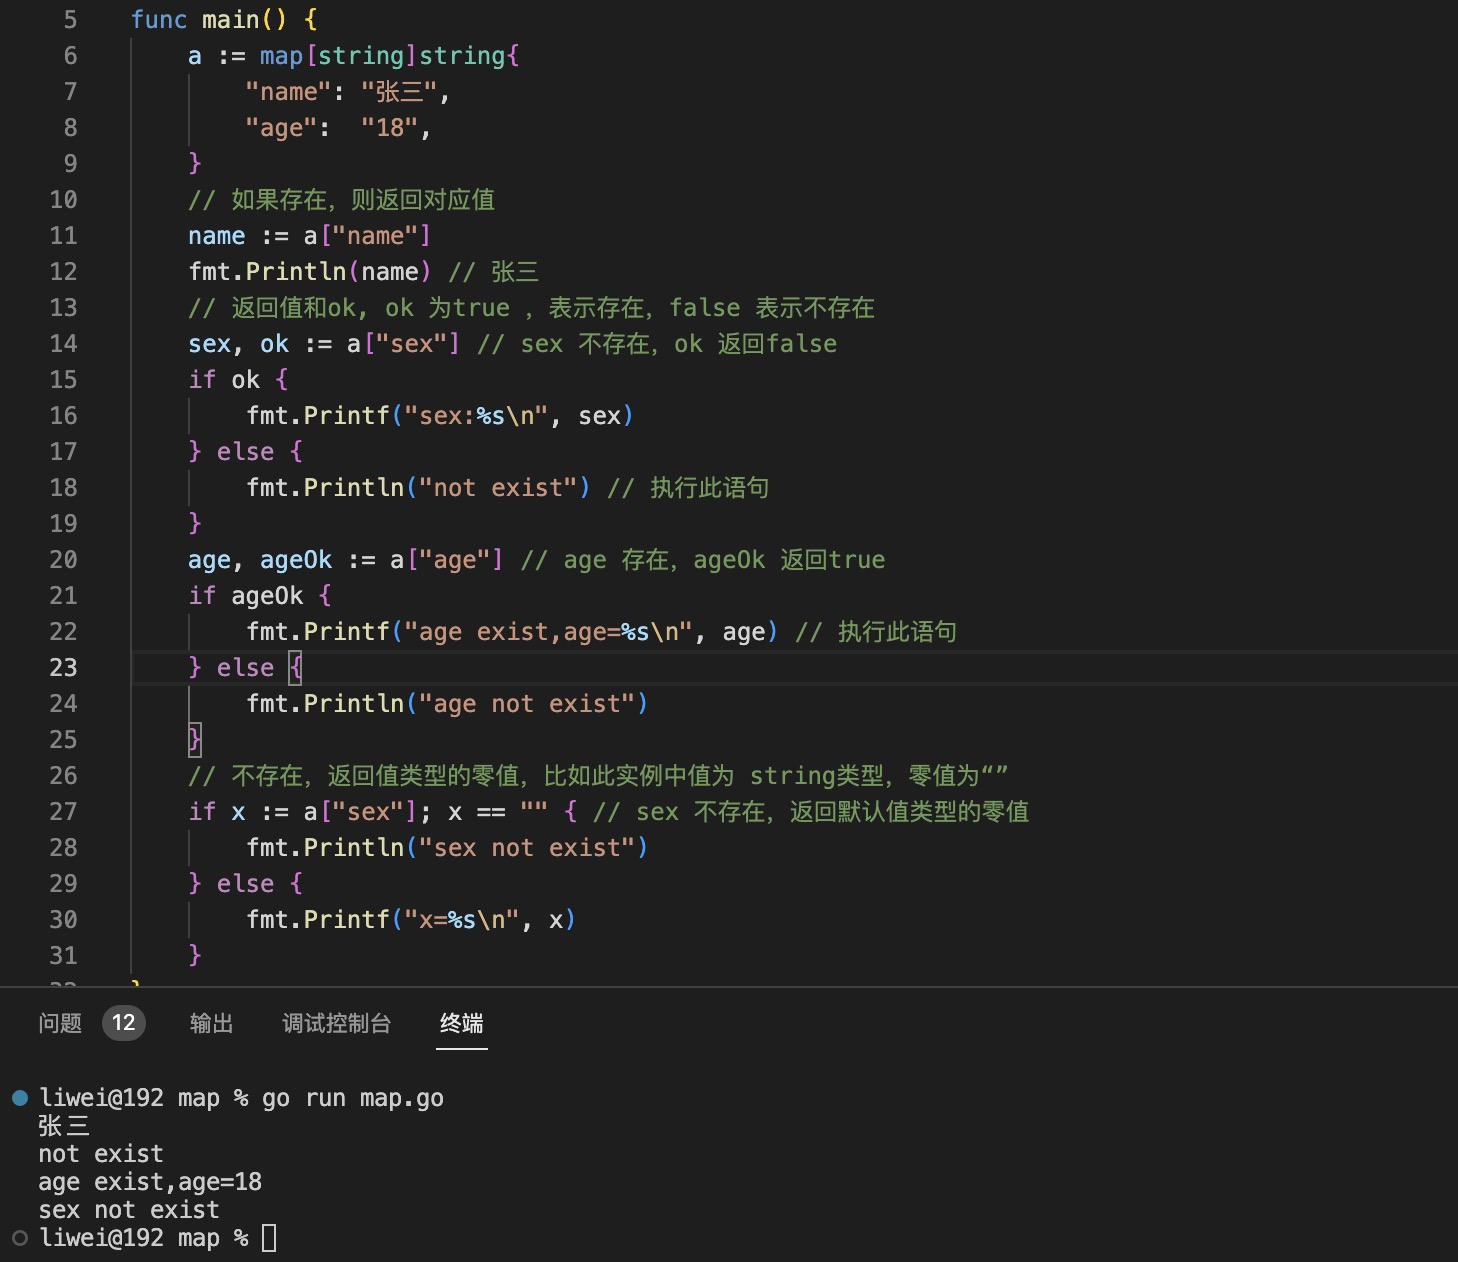 5 func main() {
6 a := map[string]string{
7 "name": "张三",
8 "age":  "18",
9 }
10 // 如果存在，则返回对应值
11 name := a["name"]
12 fmt.Println(name) // 张三
13 // 返回值和ok, ok 为true ，表示存在，false 表示不存在
14 sex, ok := a["sex"] // sex 不存在，ok 返回false
15 if ok {
16 fmt.Printf("sex:%s\n", sex)
17 } else {
18 fmt.Println("not exist") // 执行此语句
19 }
20 age, ageOk := a["age"] // age 存在，ageOk 返回true
21 if ageOk {
22 fmt.Printf("age exist,age=%s\n", age) // 执行此语句
23 } else {
24 fmt.Println("age not exist")
25 }
26 // 不存在，返回值类型的零值，比如此实例中值为 string类型，零值为“”
27 if x := a["sex"]; x == "" { // sex 不存在，返回默认值类型的零值
28 fmt.Println("sex not exist")
29 } else {
30 fmt.Printf("x=%s\n", x)
31 }
问题 12 输出 调试控制台 终端
liwei@192 map % go run map.go
张三
not exist
age exist,age=18
sex not exist
liwei@192 map %